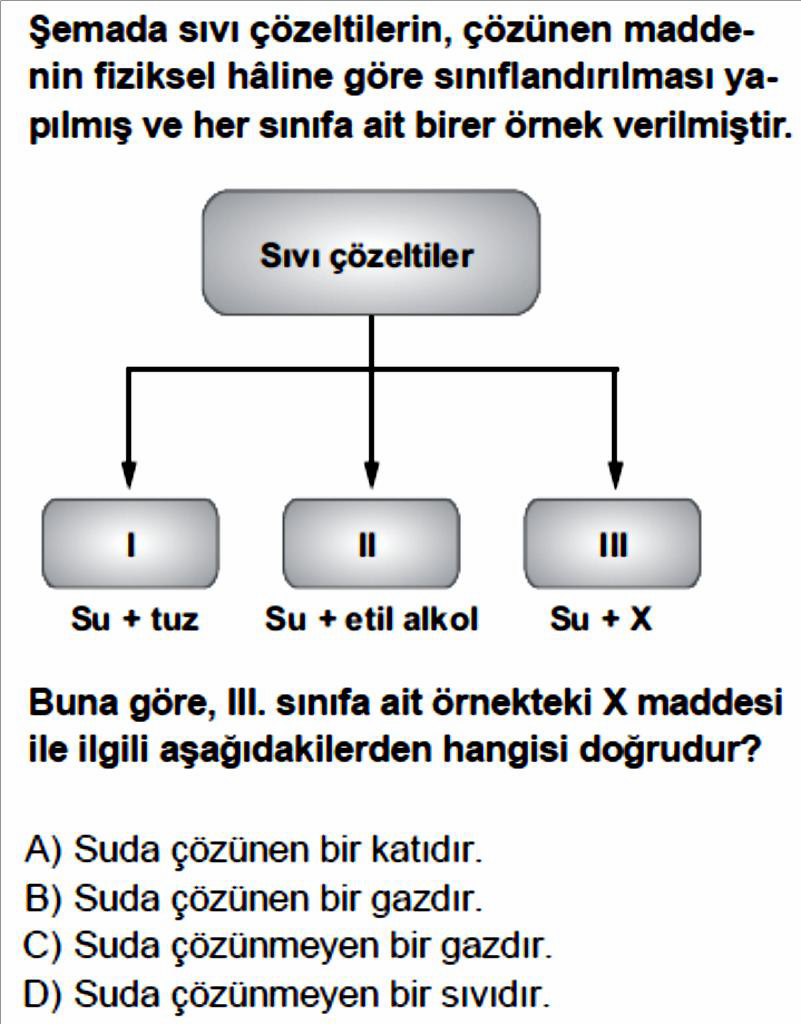 Şemada sıvı çözeltilerin, çözünen madde-
nin fiziksel hâline göre sınıflandırılması ya-
pılmış ve her sınıfa ait birer örnek verilmiştir.
Sıvı çözeltiler
I
II
III
Su + tuz
Su + etil alkol
Su + X
Buna göre, III. sınıfa ait örnekteki X maddesi
ile ilgili aşağıdakilerden hangisi doğrudur?
A) Suda çözünen bir katıdır.
B) Suda çözünen bir gazdır.
C) Suda çözünmeyen bir gazdır.
D) Suda çözünmeyen bir sıvıdır.